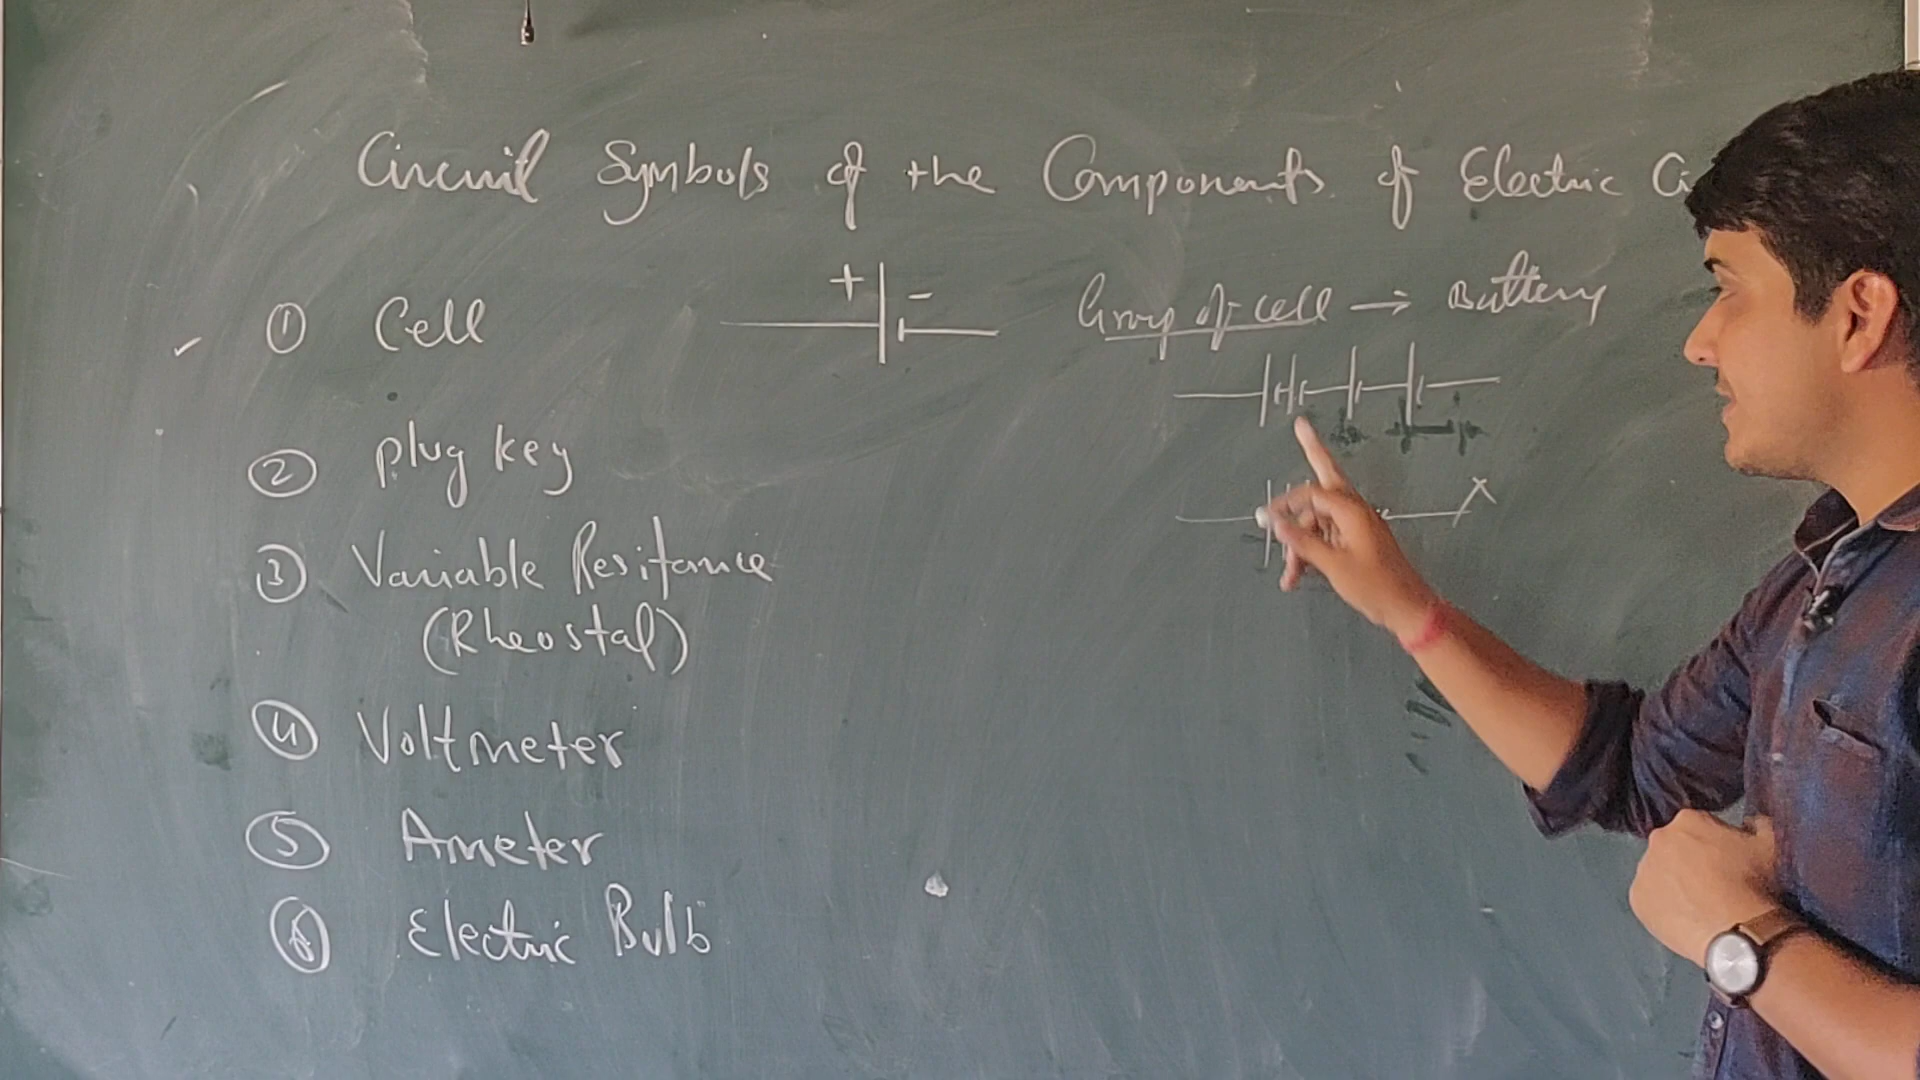 Circuit Symbols of the Components of Electric Ci
① Cell + -
Group of cell → Battery
② Plug key
③ Variable Resitance
(Rheostat)
④ Voltmeter
⑤ Ameter
⑥ Electric Bulb